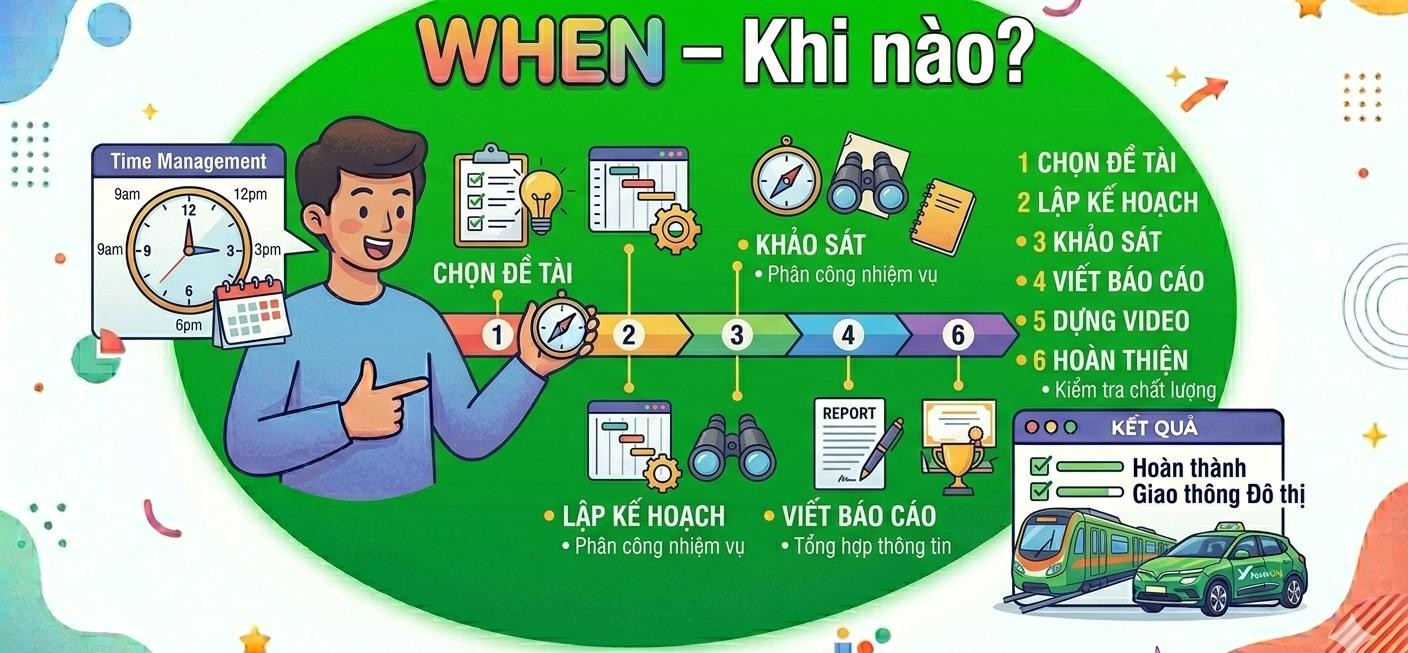 WHEN – Khi nào?
Time Management
9am
12pm
12
9am
9
3
3pm
6
6pm
CHỌN ĐỀ TÀI
KHẢO SÁT
• Phân công nhiệm vụ
1
2
3
4
6
REPORT
• LẬP KẾ HOẠCH
• Phân công nhiệm vụ
• VIẾT BÁO CÁO
• Tổng hợp thông tin
1 CHỌN ĐỀ TÀI
2 LẬP KẾ HOẠCH
• 3 KHẢO SÁT
• 4 VIẾT BÁO CÁO
• 5 DỰNG VIDEO
• 6 HOÀN THIỆN
• Kiểm tra chất lượng
KẾT QUẢ
Hoàn thành
Giao thông Đô thị